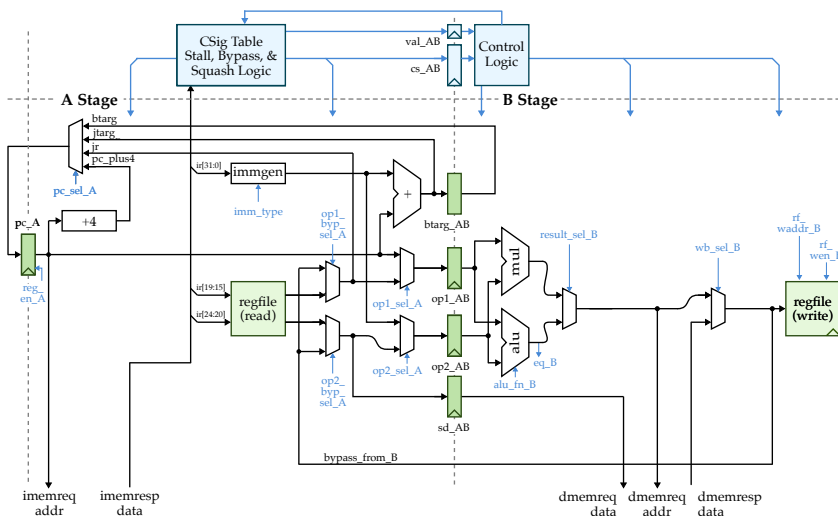 CSig Table
Stall, Bypass, &
Squash Logic
val_AB
cs_AB
Control
Logic
A Stage
B Stage
btarg
jtarg
jr
pc_plus4
pc_sel_A
ir[31:0]
immgen
imm_type
+
btarg_AB
pc_A
+4
reg_
en_A
op1_
byp_
sel_A
ir[19:15]
ir[24:20]
regfile
(read)
op1_sel_A
op1_AB
mul
result_sel_B
wb_sel_B
rf_
waddr_B
rf_
wen_B
regfile
(write)
op2_
byp_
sel_A
op2_sel_A
op2_AB
alu
eq_B
alu_fn_B
sd_AB
bypass_from_B
imemreq
addr
imemresp
data
dmemreq
data
dmemreq
addr
dmemresp
data